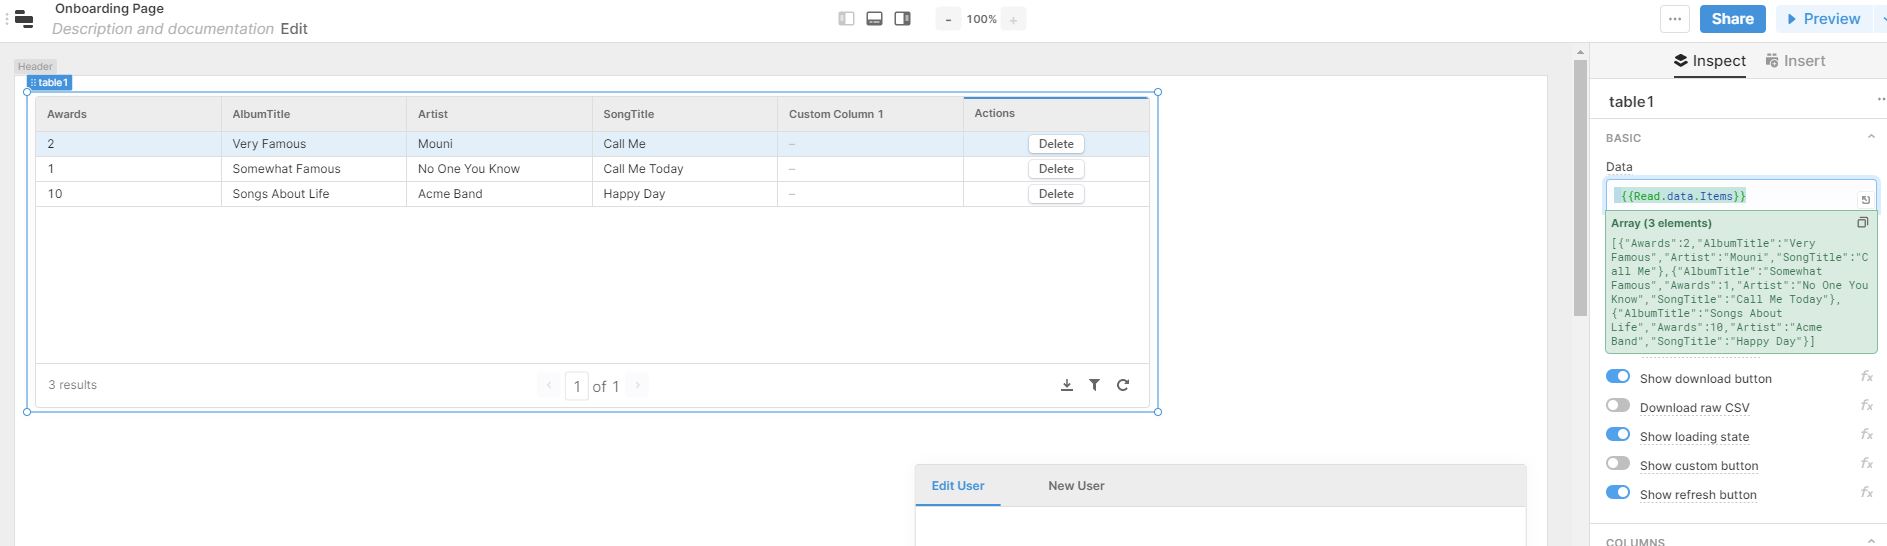 Onboarding Page
Description and documentation Edit
- 100% +
··· Share Preview
Header
table1
Awards AlbumTitle Artist SongTitle Custom Column 1 Actions
2 Very Famous Mouni Call Me – Delete
1 Somewhat Famous No One You Know Call Me Today – Delete
10 Songs About Life Acme Band Happy Day – Delete
3 results 1 of 1
Edit User New User
Inspect Insert
table1
BASIC
Data
{{Read.data.Items}}
Array (3 elements)
[{"Awards":2,"AlbumTitle":"Very
Famous","Artist":"Mouni","SongTitle":"C
all Me"},{"AlbumTitle":"Somewhat
Famous","Awards":1,"Artist":"No One You
Know","SongTitle":"Call Me Today"},
{"AlbumTitle":"Songs About
Life","Awards":10,"Artist":"Acme
Band","SongTitle":"Happy Day"}]
Show download button fx
Download raw CSV fx
Show loading state fx
Show custom button fx
Show refresh button fx
COLUMNS